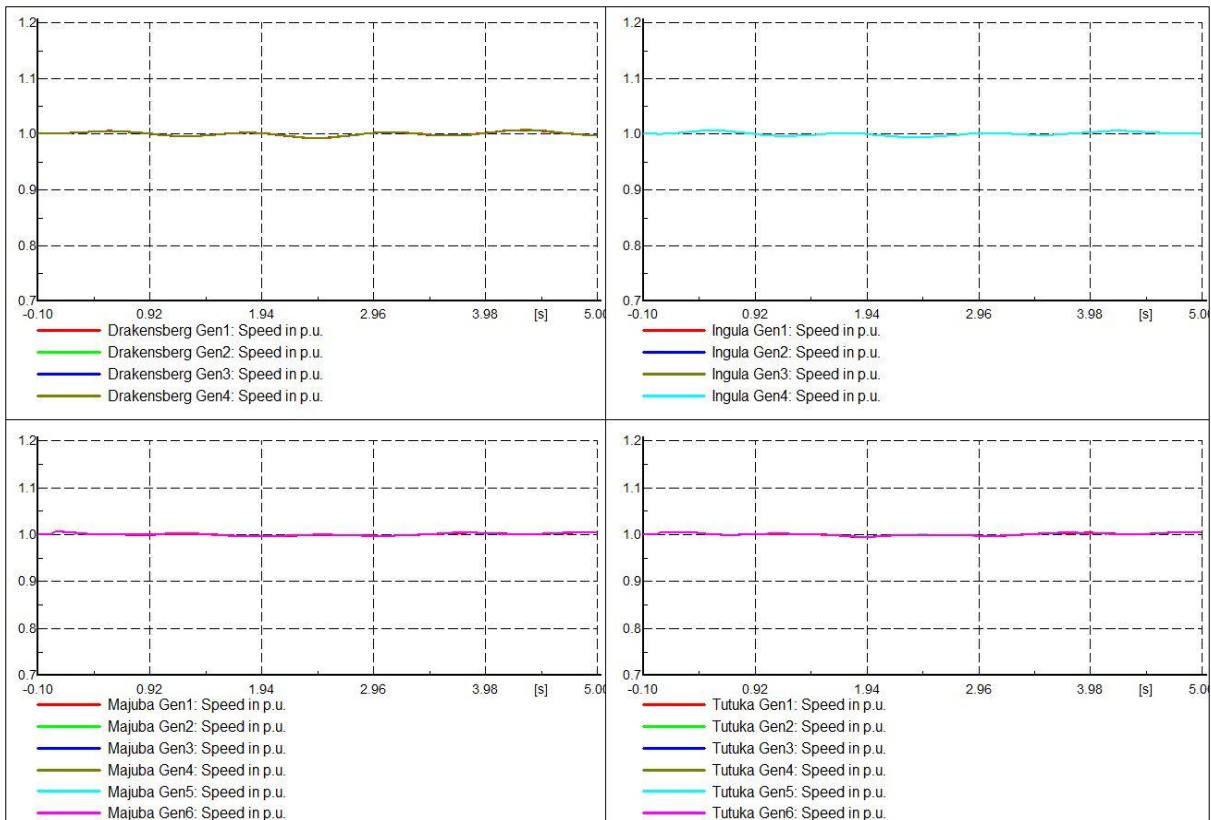 1.2
1.1
1.0
0.9
0.8
0.7
-0.10 0.92 1.94 2.96 3.98 [s] 5.00
Drakensberg Gen1: Speed in p.u.
Drakensberg Gen2: Speed in p.u.
Drakensberg Gen3: Speed in p.u.
Drakensberg Gen4: Speed in p.u.
1.2
1.1
1.0
0.9
0.8
0.7
-0.10 0.92 1.94 2.96 3.98 [s] 5.00
Ingula Gen1: Speed in p.u.
Ingula Gen2: Speed in p.u.
Ingula Gen3: Speed in p.u.
Ingula Gen4: Speed in p.u.
1.2
1.1
1.0
0.9
0.8
0.7
-0.10 0.92 1.94 2.96 3.98 [s] 5.00
Majuba Gen1: Speed in p.u.
Majuba Gen2: Speed in p.u.
Majuba Gen3: Speed in p.u.
Majuba Gen4: Speed in p.u.
Majuba Gen5: Speed in p.u.
Majuba Gen6: Speed in p.u.
1.2
1.1
1.0
0.9
0.8
0.7
-0.10 0.92 1.94 2.96 3.98 [s] 5.00
Tutuka Gen1: Speed in p.u.
Tutuka Gen2: Speed in p.u.
Tutuka Gen3: Speed in p.u.
Tutuka Gen4: Speed in p.u.
Tutuka Gen5: Speed in p.u.
Tutuka Gen6: Speed in p.u.